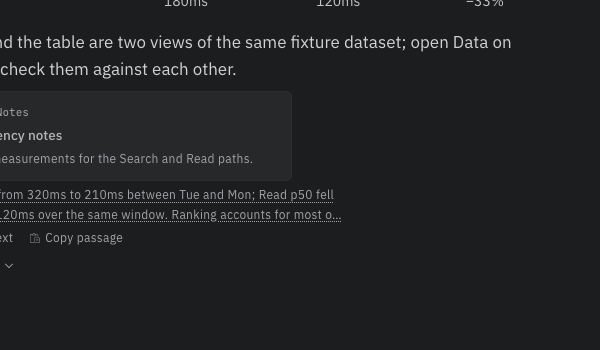 180ms 120ms −33%
nd the table are two views of the same fixture dataset; open Data on
check them against each other.
Notes
ency notes
measurements for the Search and Read paths.
from 320ms to 210ms between Tue and Mon; Read p50 fell
120ms over the same window. Ranking accounts for most o…
ext Copy passage